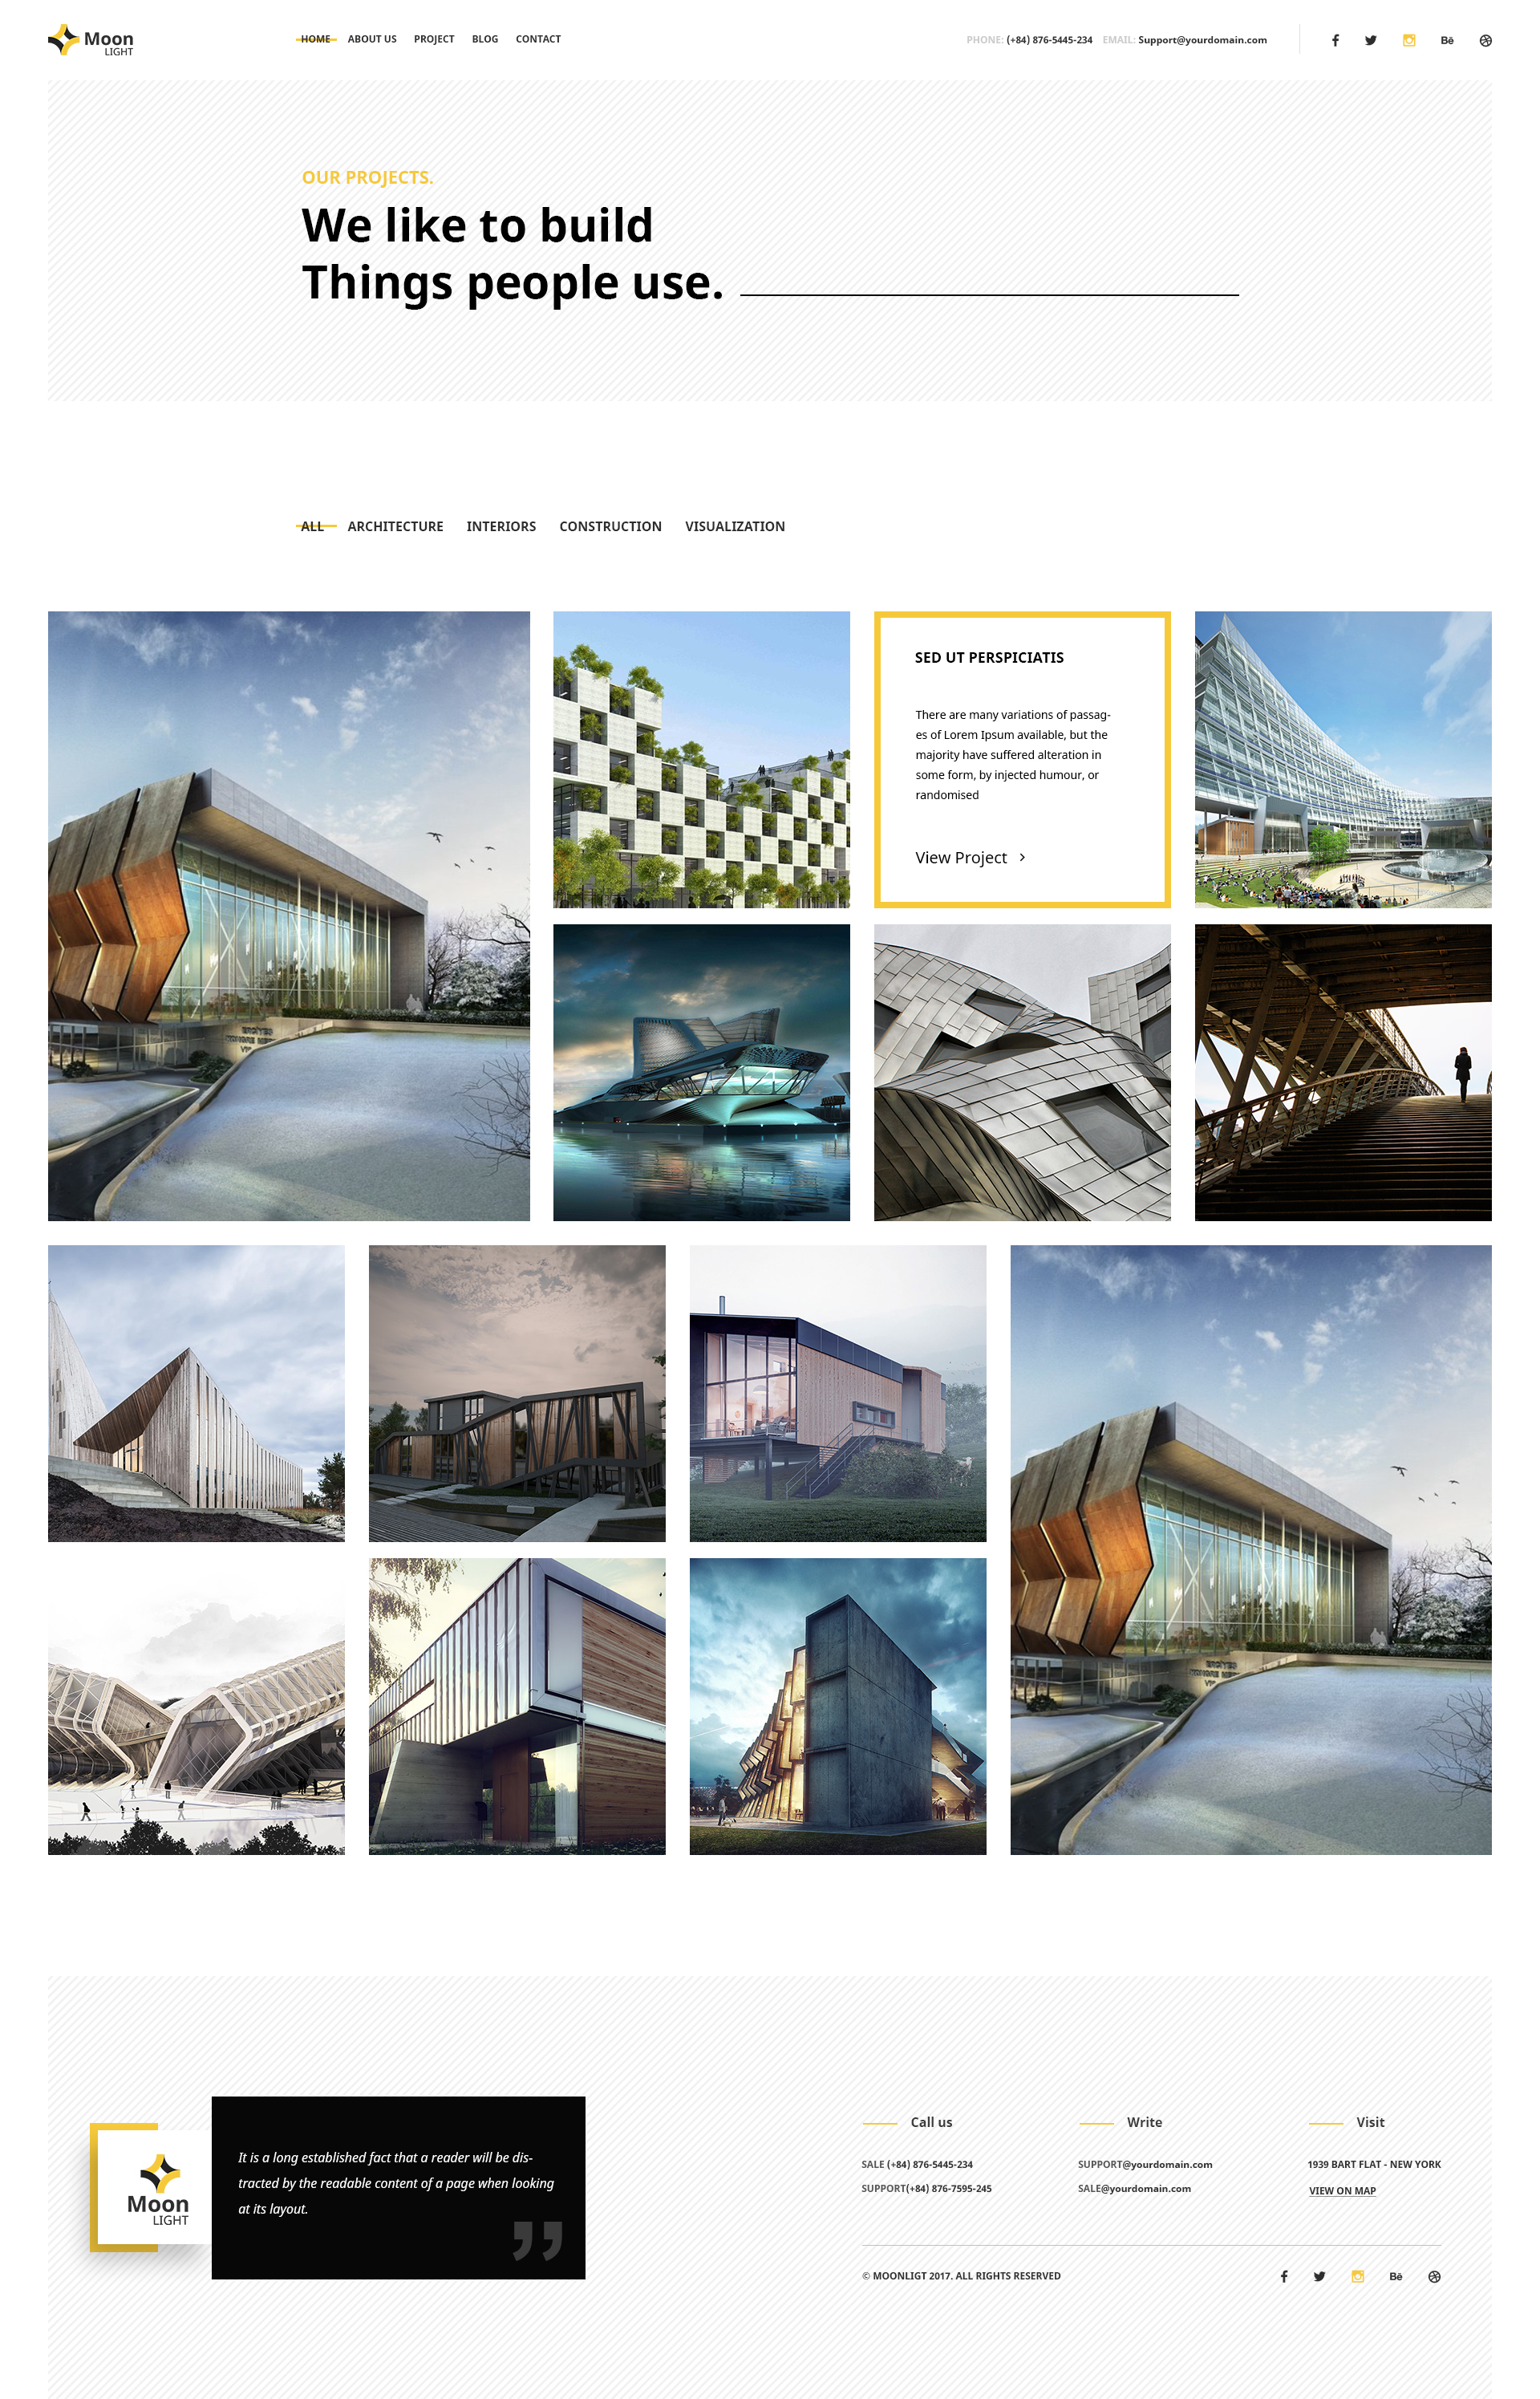 Moon
LIGHT
HOME ABOUT US PROJECT BLOG CONTACT
PHONE: (+84) 876-5445-234 EMAIL: Support@yourdomain.com
Bē
OUR PROJECTS.
We like to build
Things people use.
ALL ARCHITECTURE INTERIORS CONSTRUCTION VISUALIZATION
SED UT PERSPICIATIS
There are many variations of passag-
es of Lorem Ipsum available, but the
majority have suffered alteration in
some form, by injected humour, or
randomised
View Project
Moon
LIGHT
It is a long established fact that a reader will be dis-
tracted by the readable content of a page when looking
at its layout.
Call us
SALE (+84) 876-5445-234
SUPPORT(+84) 876-7595-245
Write
SUPPORT@yourdomain.com
SALE@yourdomain.com
Visit
1939 BART FLAT - NEW YORK
VIEW ON MAP
© MOONLIGT 2017. ALL RIGHTS RESERVED
Bē